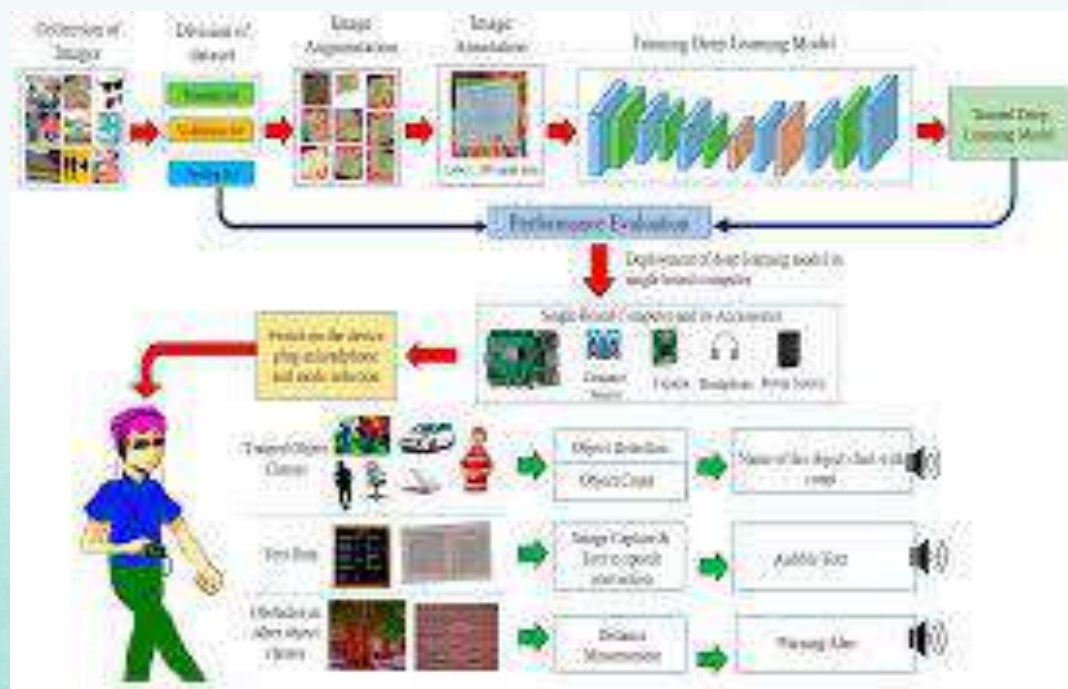 Collection of
Images
Division of
dataset
Image
Augmentation
Image
Annotation
Training Deep Learning Model
Trained Deep
Learning Model
Performance Evaluation
Deployment of deep learning model in
single board computer
Single Board Computer and its Accessories
Switch on the device
plug in headphone
and mode selection
Distance
Sensor
Camera
Headphone
Power Source
Trained Object
Classes
Object Detection
Object Count
Name of the object class with
count
Text Data
Image Capture &
Text to speech
Audible Text
Obstacles in
other object
classes
Distance
Measurement
Warning Alert